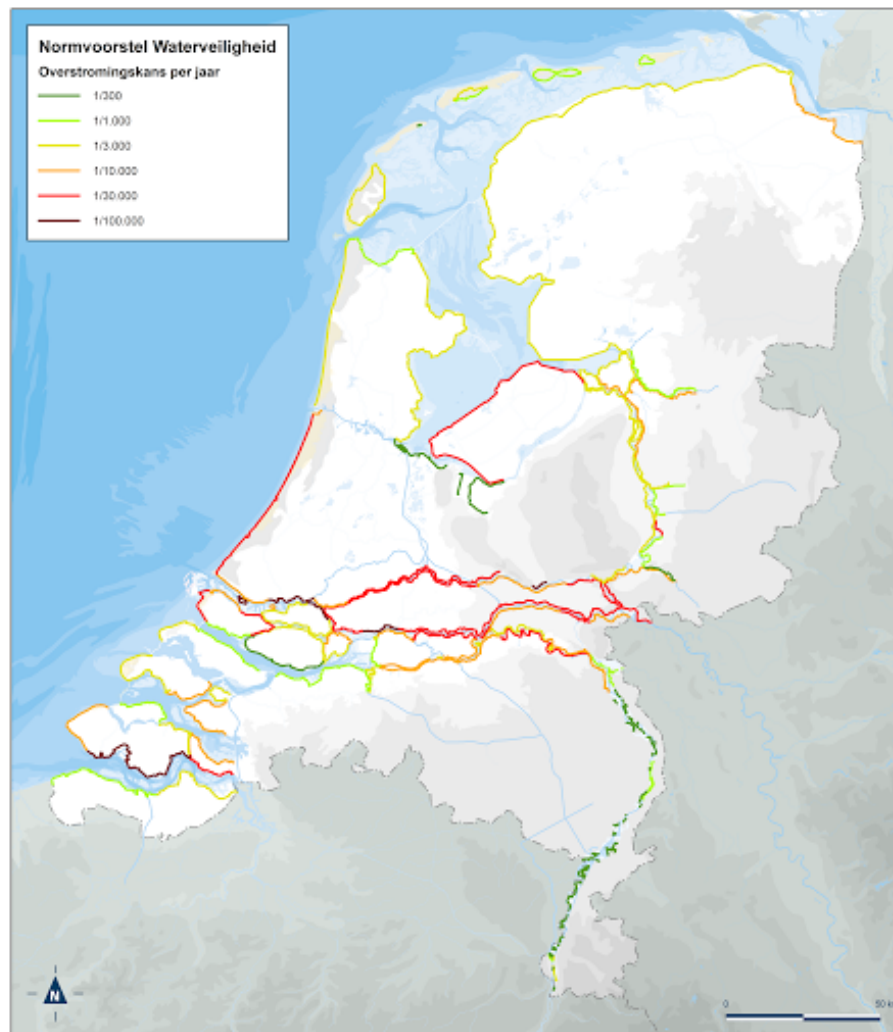 Normvoorstel Waterveiligheid
Overstromingskans per jaar
1/300
1/1.000
1/3.000
1/10.000
1/30.000
1/100.000
N
0
50 km